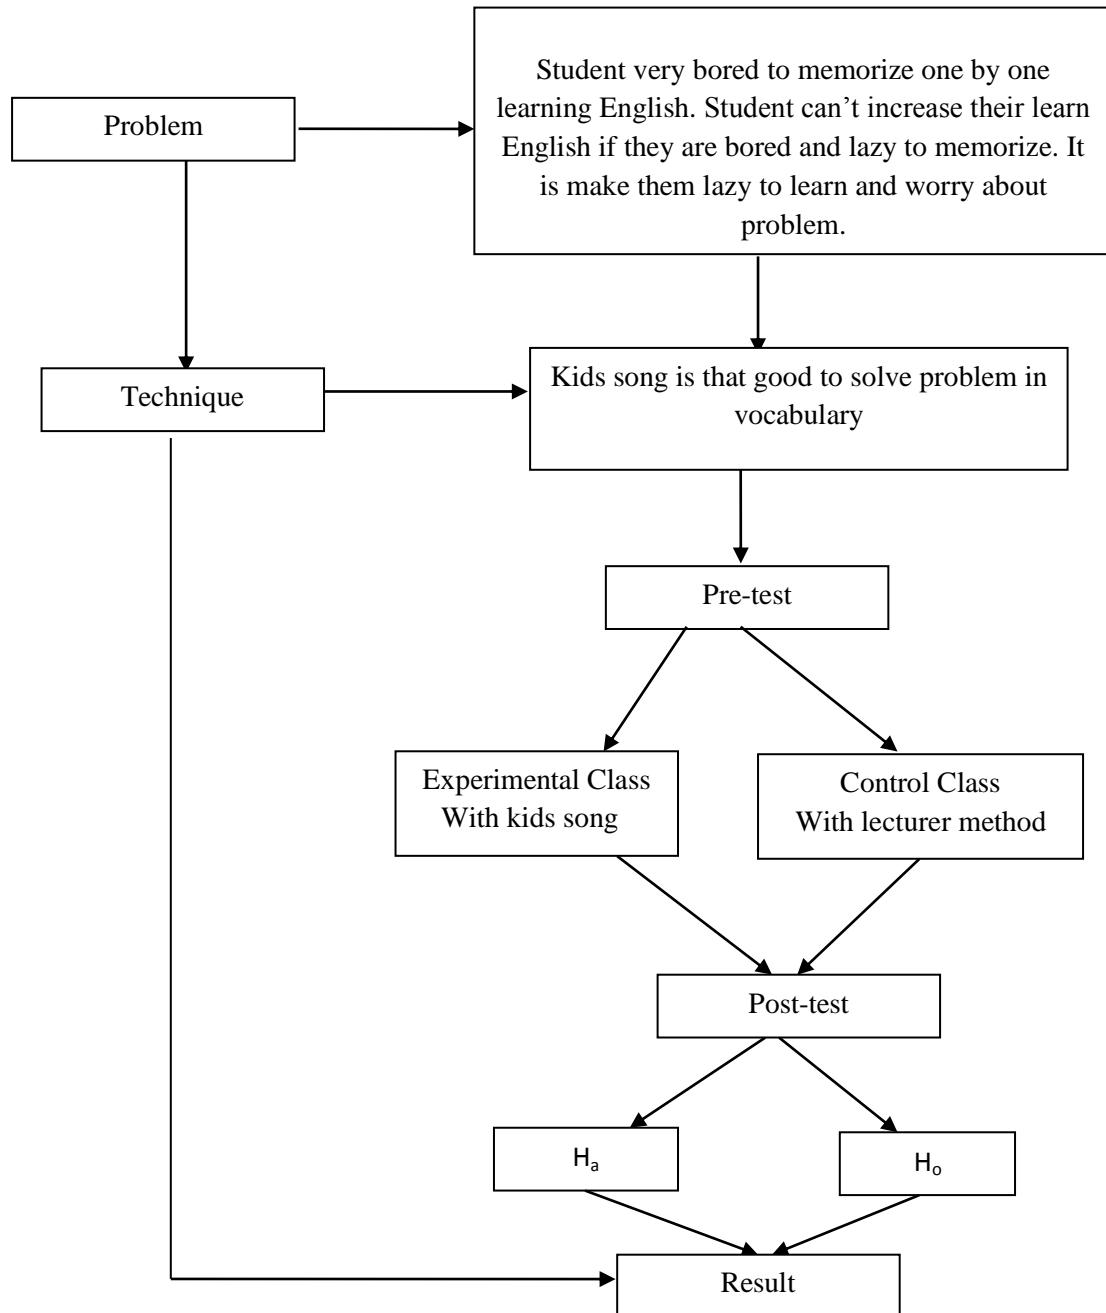 Problem
Student very bored to memorize one by one
learning English. Student can’t increase their learn
English if they are bored and lazy to memorize. It
is make them lazy to learn and worry about
problem.
Technique
Kids song is that good to solve problem in
vocabulary
Pre-test
Experimental Class
With kids song
Control Class
With lecturer method
Post-test
Ha
Ho
Result